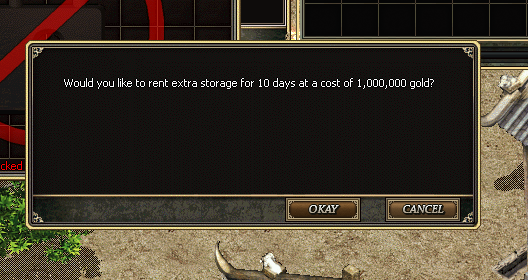 Would you like to rent extra storage for 10 days at a cost of 1,000,000 gold?
cked
OKAY
CANCEL